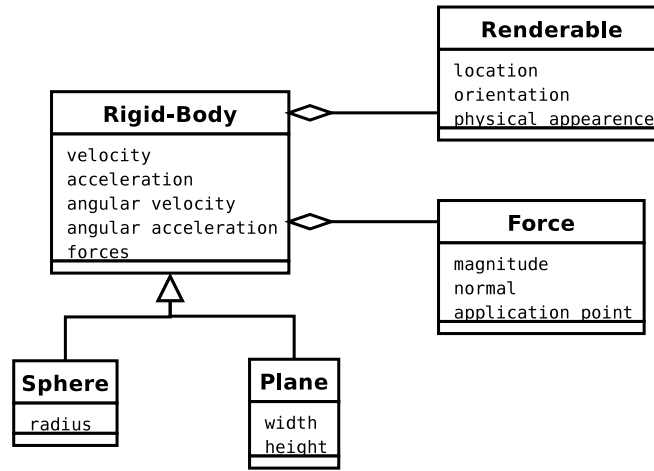 Renderable
location
orientation
physical appearence
Rigid-Body
velocity
acceleration
angular velocity
angular acceleration
forces
Force
magnitude
normal
application point
Sphere
radius
Plane
width
height